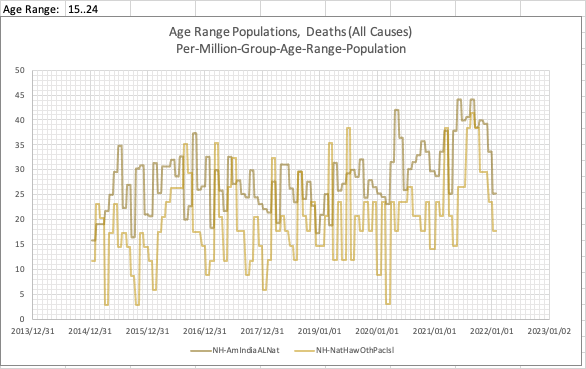 Age Range: 15..24
Age Range Populations, Deaths (All Causes)
Per-Million-Group-Age-Range-Population
50
45
40
35
30
25
20
15
10
5
0
2013/12/31 2014/12/31 2015/12/31 2016/12/31 2017/12/31 2019/01/01 2020/01/01 2021/01/01 2022/01/01 2023/01/02
NH-AmIndiaALNat NH-NatHawOthPacIsl